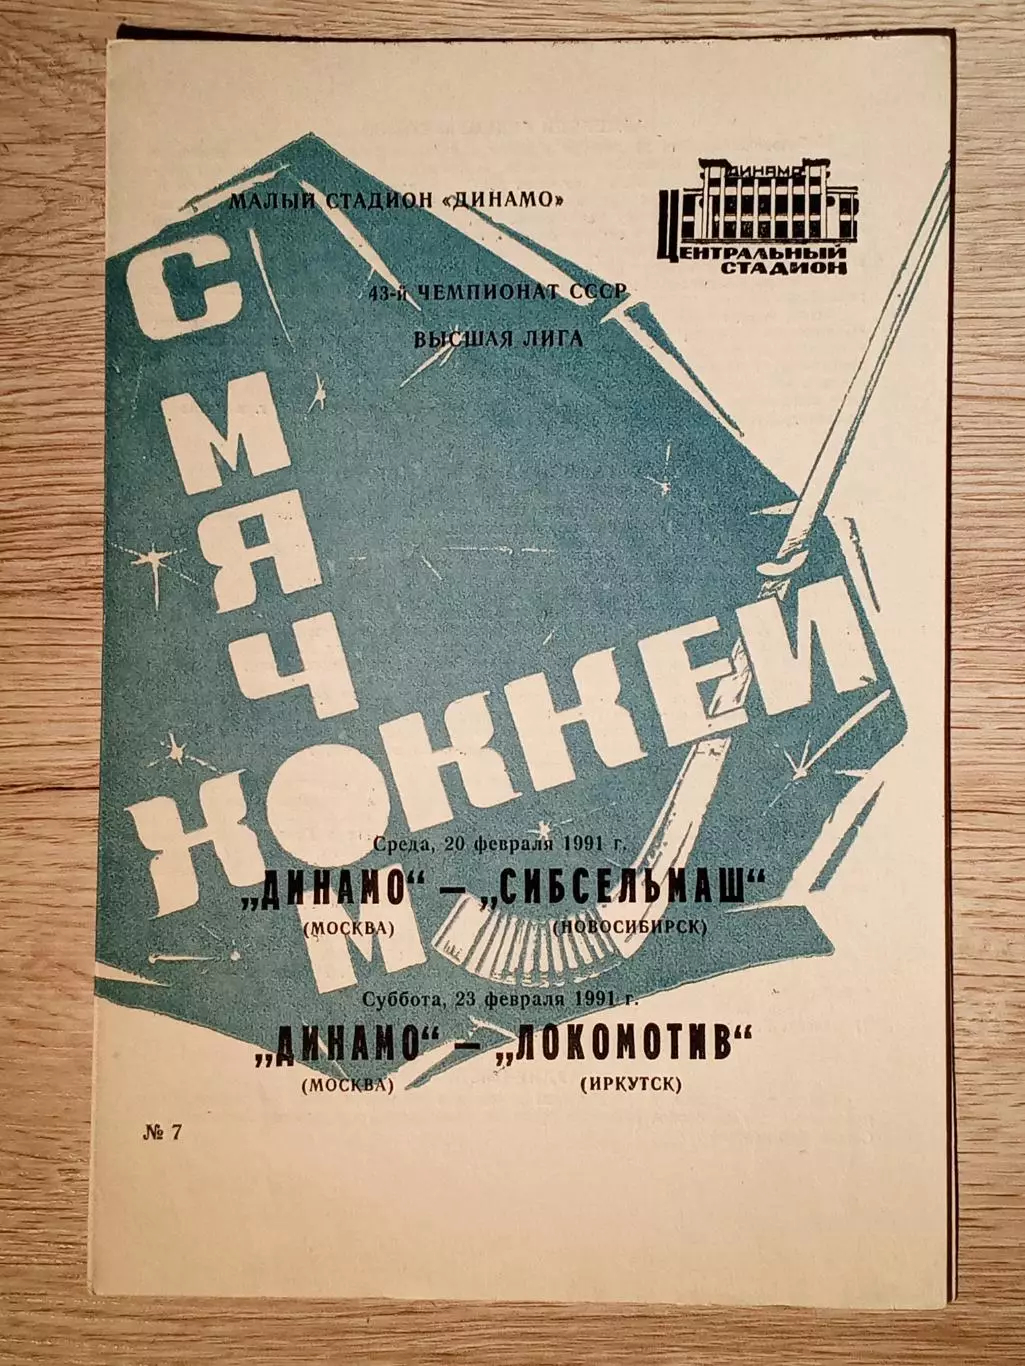 ДИНАМО
ЦЕНТРАЛЬНЫЙ
СТАДИОН
МАЛЫЙ СТАДИОН «ДИНАМО»
43-й ЧЕМПИОНАТ СССР
ВЫСШАЯ ЛИГА
ХОККЕЙ
С МЯЧОМ
Среда, 20 февраля 1991 г.
„ДИНАМО“ — „СИБСЕЛЬМАШ“
(МОСКВА) (НОВОСИБИРСК)
Суббота, 23 февраля 1991 г.
„ДИНАМО“ — „ЛОКОМОТИВ“
(МОСКВА) (ИРКУТСК)
№ 7